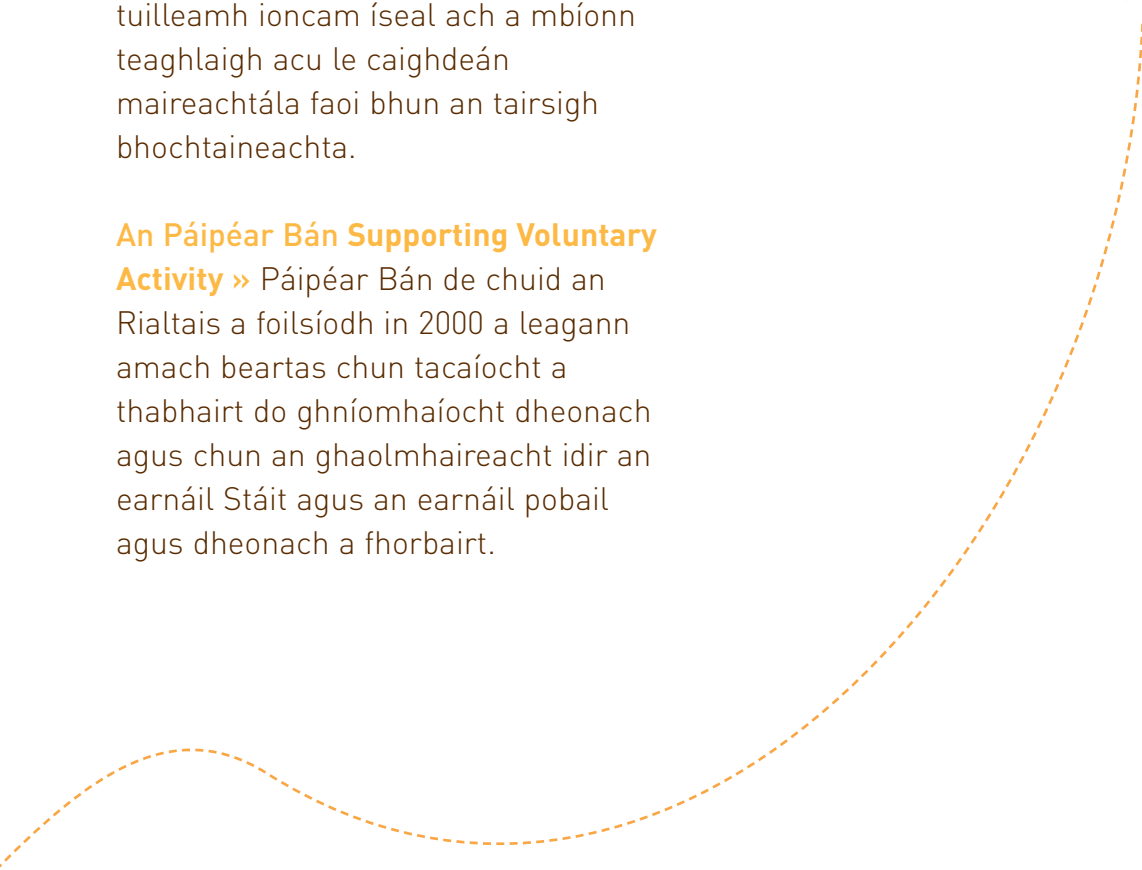 tuilleamh ioncam íseal ach a mbíonn
teaghlaigh acu le caighdeán
maireachtála faoi bhun an tairsigh
bhochtaineachta.
An Páipéar Bán Supporting Voluntary
Activity » Páipéar Bán de chuid an
Rialtais a foilsíodh in 2000 a leagann
amach beartas chun tacaíocht a
thabhairt do ghníomhaíocht dheonach
agus chun an ghaolmhaireacht idir an
earnáil Stáit agus an earnáil pobail
agus dheonach a fhorbairt.